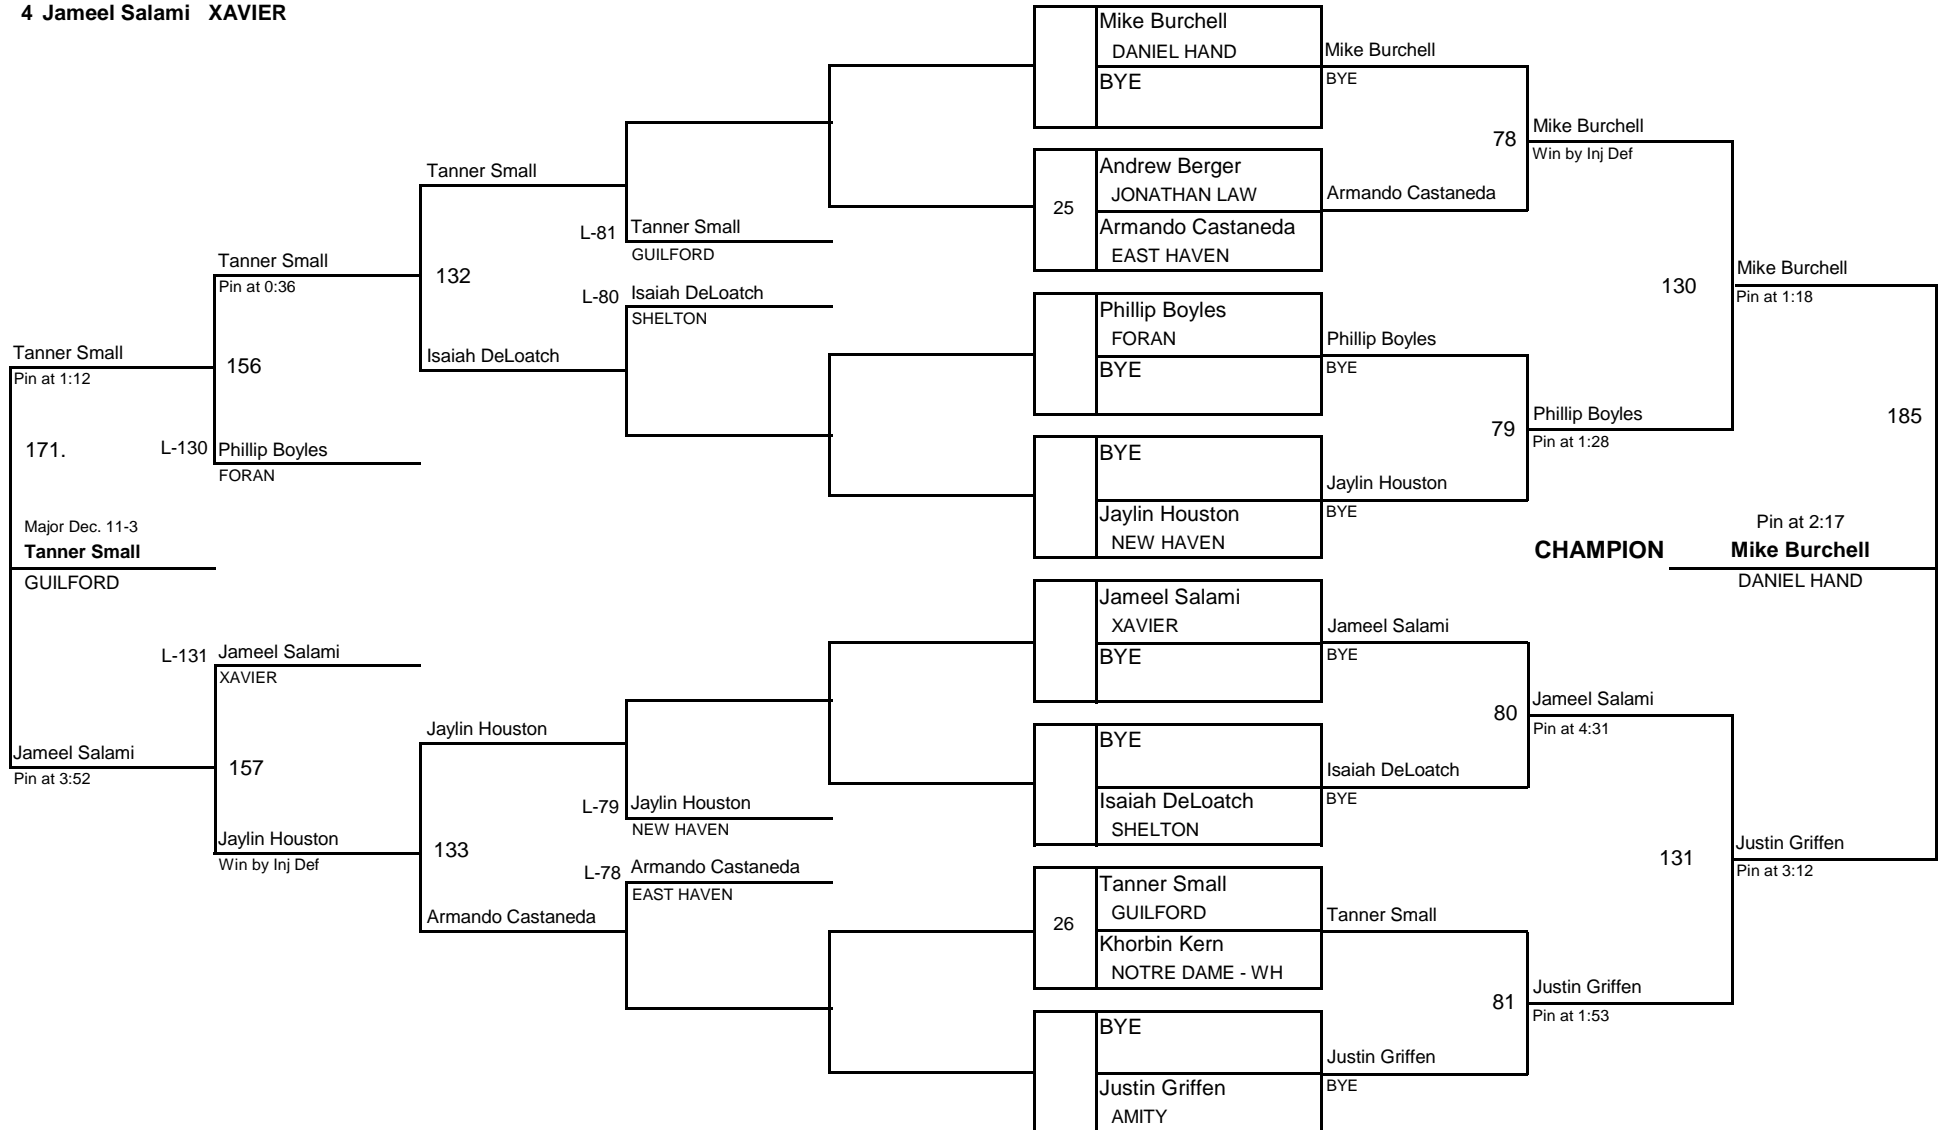 4 Jameel Salami XAVIER
Mike Burchell
DANIEL HAND
BYE
Andrew Berger
JONATHAN LAW
25
Armando Castaneda
EAST HAVEN
Phillip Boyles
FORAN
BYE
BYE
Jaylin Houston
NEW HAVEN
Jameel Salami
XAVIER
BYE
BYE
Isaiah DeLoatch
SHELTON
Tanner Small
GUILFORD
26
Khorbin Kern
NOTRE DAME - WH
BYE
Justin Griffen
AMITY
Mike Burchell
BYE
78
Armando Castaneda
Phillip Boyles
BYE
79
Jaylin Houston
BYE
Jameel Salami
BYE
80
Isaiah DeLoatch
BYE
Tanner Small
81
Justin Griffen
BYE
Mike Burchell
Win by Inj Def
130
Phillip Boyles
Pin at 1:28
Jameel Salami
Pin at 4:31
131
Justin Griffen
Pin at 1:53
Mike Burchell
Pin at 1:18
185
Pin at 2:17
CHAMPION Mike Burchell
DANIEL HAND
Justin Griffen
Pin at 3:12
L-81 Tanner Small
GUILFORD
L-80 Isaiah DeLoatch
SHELTON
L-79 Jaylin Houston
NEW HAVEN
L-78 Armando Castaneda
EAST HAVEN
Tanner Small
132
Isaiah DeLoatch
Jaylin Houston
133
Armando Castaneda
Tanner Small
Pin at 0:36
156
L-130 Phillip Boyles
FORAN
L-131 Jameel Salami
XAVIER
157
Jaylin Houston
Win by Inj Def
Tanner Small
Pin at 1:12
171.
Major Dec. 11-3
Tanner Small
GUILFORD
Jameel Salami
Pin at 3:52